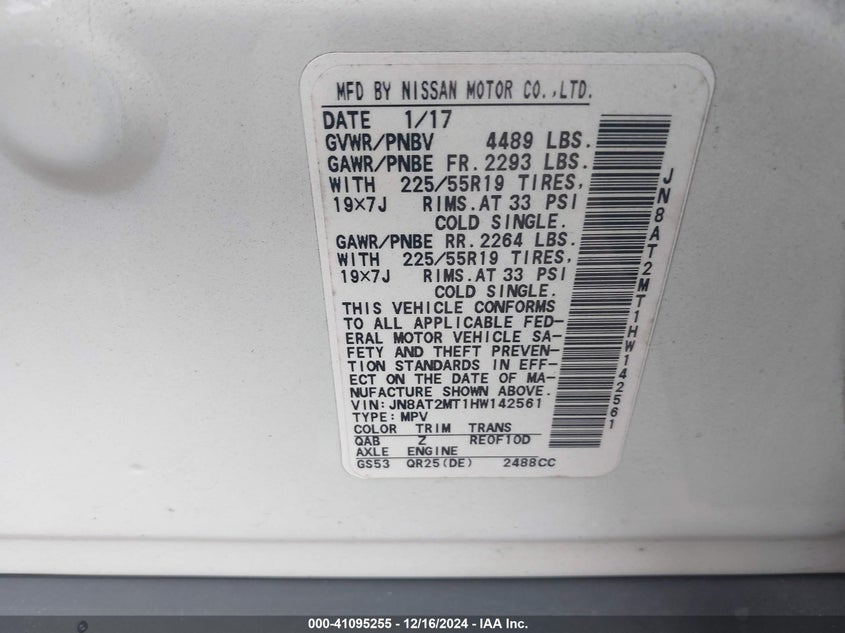 MFD BY NISSAN MOTOR CO.,LTD.
DATE 1/17
GVWR/PNBV 4489 LBS.
GAWR/PNBE FR. 2293 LBS.
WITH 225/55R19 TIRES,
19×7J RIMS.AT 33 PSI
COLD SINGLE.
GAWR/PNBE RR. 2264 LBS.
WITH 225/55R19 TIRES,
19×7J RIMS.AT 33 PSI
COLD SINGLE.
THIS VEHICLE CONFORMS
TO ALL APPLICABLE FED–
ERAL MOTOR VEHICLE SA–
FETY AND THEFT PREVEN–
TION STANDARDS IN EFF–
ECT ON THE DATE OF MA–
NUFACTURE SHOWN ABOVE.
VIN: JN8AT2MT1HW142561
TYPE: MPV
COLOR TRIM TRANS
QAB Z RE0F10D
AXLE ENGINE
GS53 QR25(DE) 2488CC
JN8AT2MT1HW142561
000-41095255 - 12/16/2024 - IAA Inc.